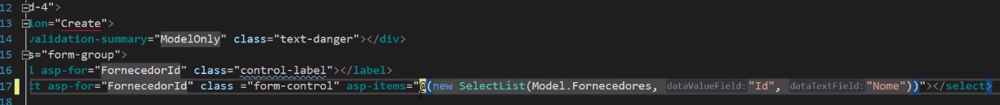 12 d-4">
13 ion="Create">
14 validation-summary="ModelOnly" class="text-danger"></div>
15 s="form-group">
16 l asp-for="FornecedorId" class="control-label"></label>
17 ct asp-for="FornecedorId" class ="form-control" asp-items="@(new SelectList(Model.Fornecedores, dataValueField:"Id", dataTextField:"Nome"))"></select>
18